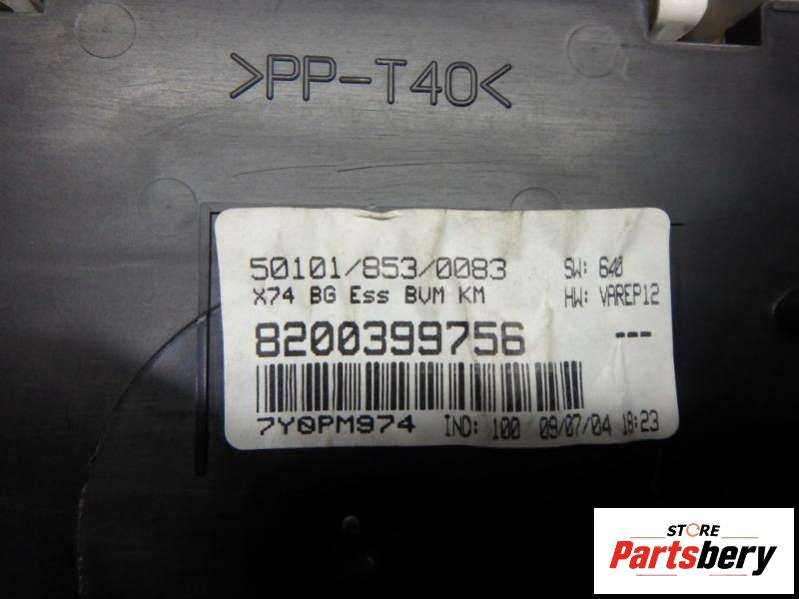 >PP-T40<
50101/853/0083 SW: 640
X74 BG Ess BVM KM HW: VAREP12
8200399756 ---
7Y0PM974 IND: 100 09/07/04 18:23
STORE
Partsbery